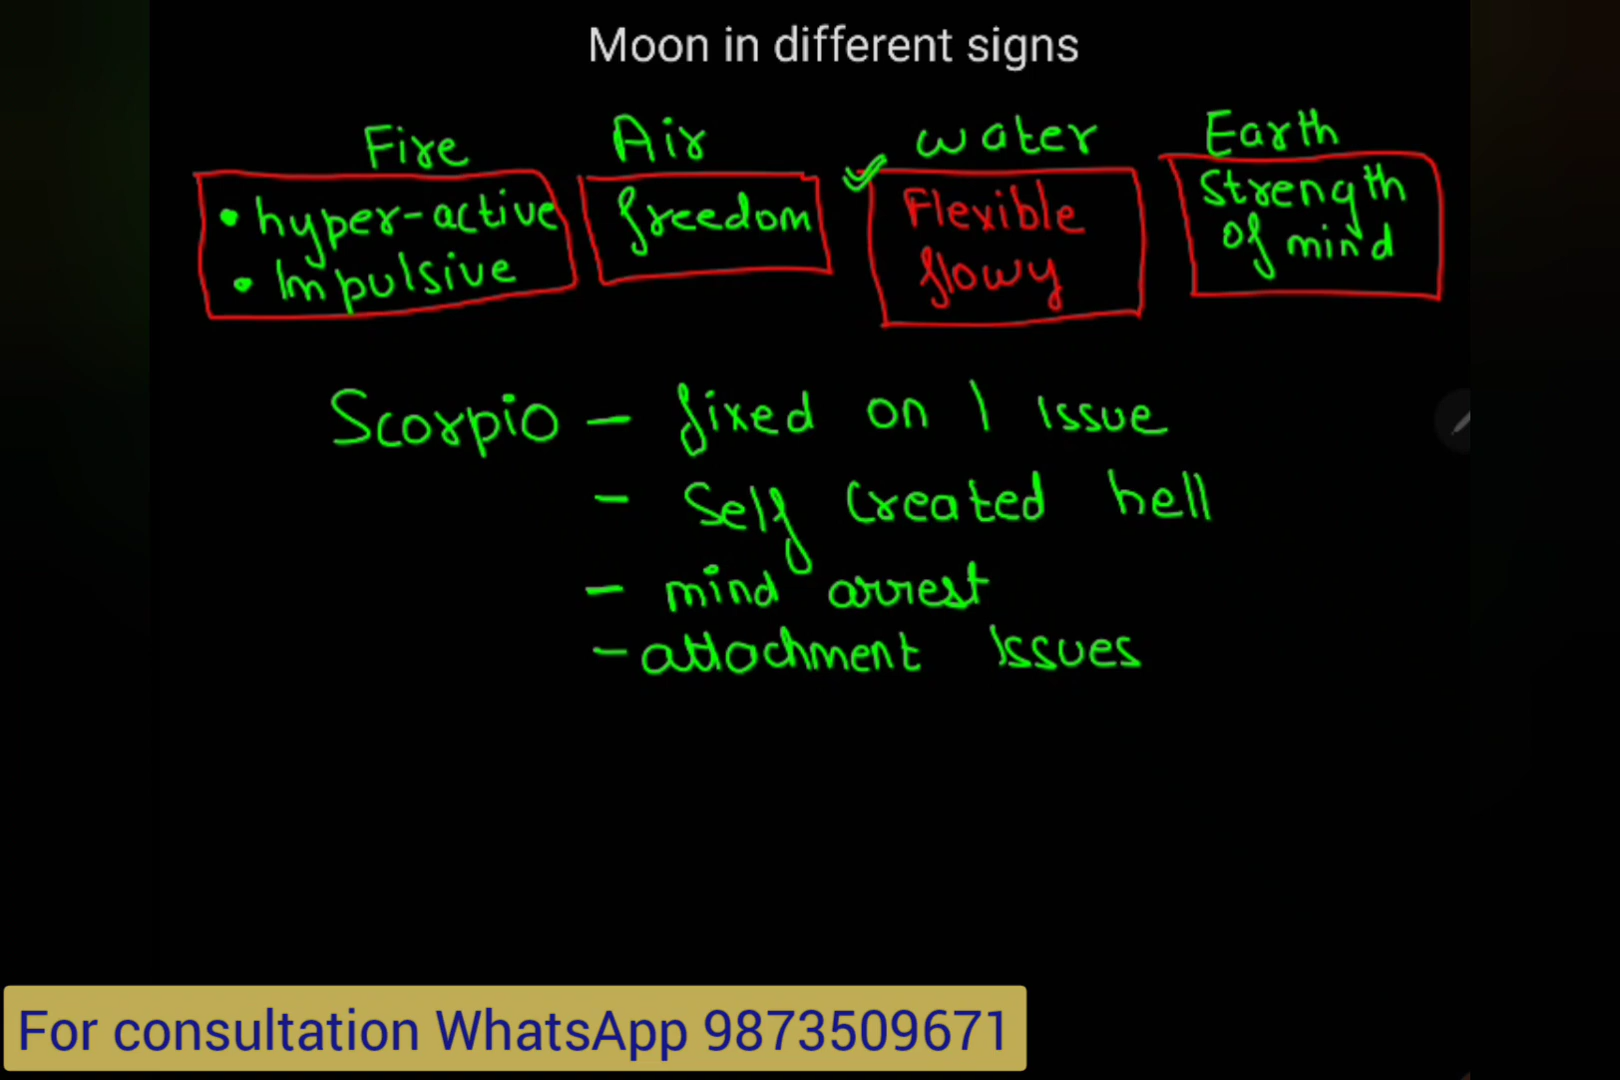 Moon in different signs
Fire Air water Earth
• hyper-active
• Impulsive
freedom
Flexible
flowy
Strength
of mind
Scorpio - fixed on 1 Issue
- Self Created hell
- mind arrest
- attachment Issues
For consultation WhatsApp 9873509671